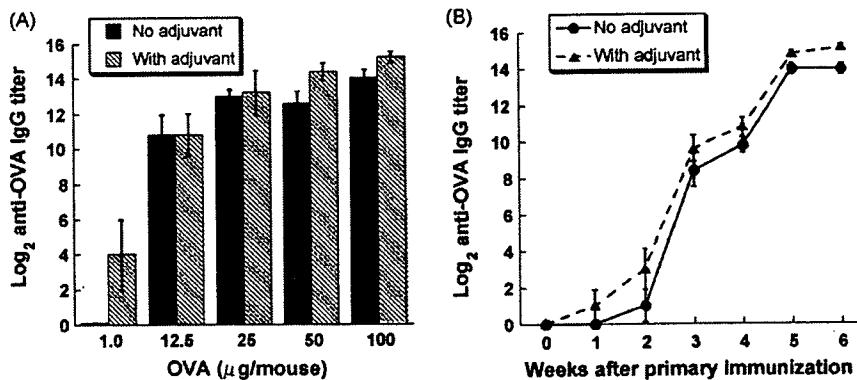 (A)
No adjuvant
With adjuvant
16
14
12
10
8
6
4
2
0
Log2 anti-OVA IgG titer
1.0 12.5 25 50 100
OVA (μg/mouse)
(B)
No adjuvant
With adjuvant
16
14
12
10
8
6
4
2
0
Log2 anti-OVA IgG titer
0 1 2 3 4 5 6
Weeks after primary immunization